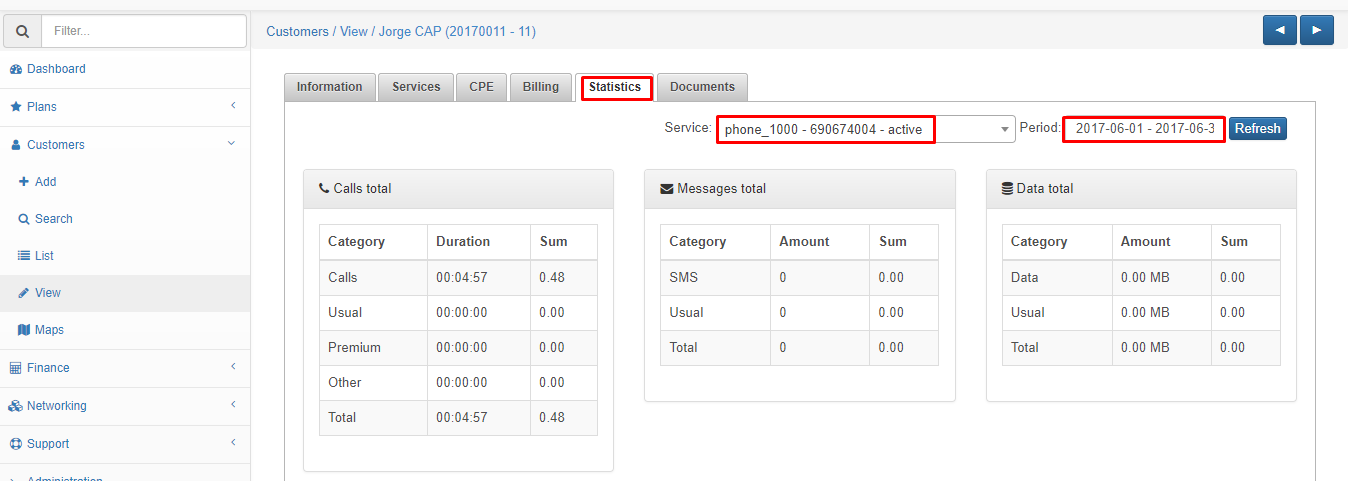 Filter...
Customers / View / Jorge CAP (20170011 - 11)
Dashboard
Plans
Customers
Add
Search
List
View
Maps
Finance
Networking
Support
Administration
Information Services CPE Billing Statistics Documents
Service: phone_1000 - 690674004 - active Period: 2017-06-01 - 2017-06-3 Refresh
Calls total
Category Duration Sum
Calls 00:04:57 0.48
Usual 00:00:00 0.00
Premium 00:00:00 0.00
Other 00:00:00 0.00
Total 00:04:57 0.48
Messages total
Category Amount Sum
SMS 0 0.00
Usual 0 0.00
Total 0 0.00
Data total
Category Amount Sum
Data 0.00 MB 0.00
Usual 0.00 MB 0.00
Total 0.00 MB 0.00